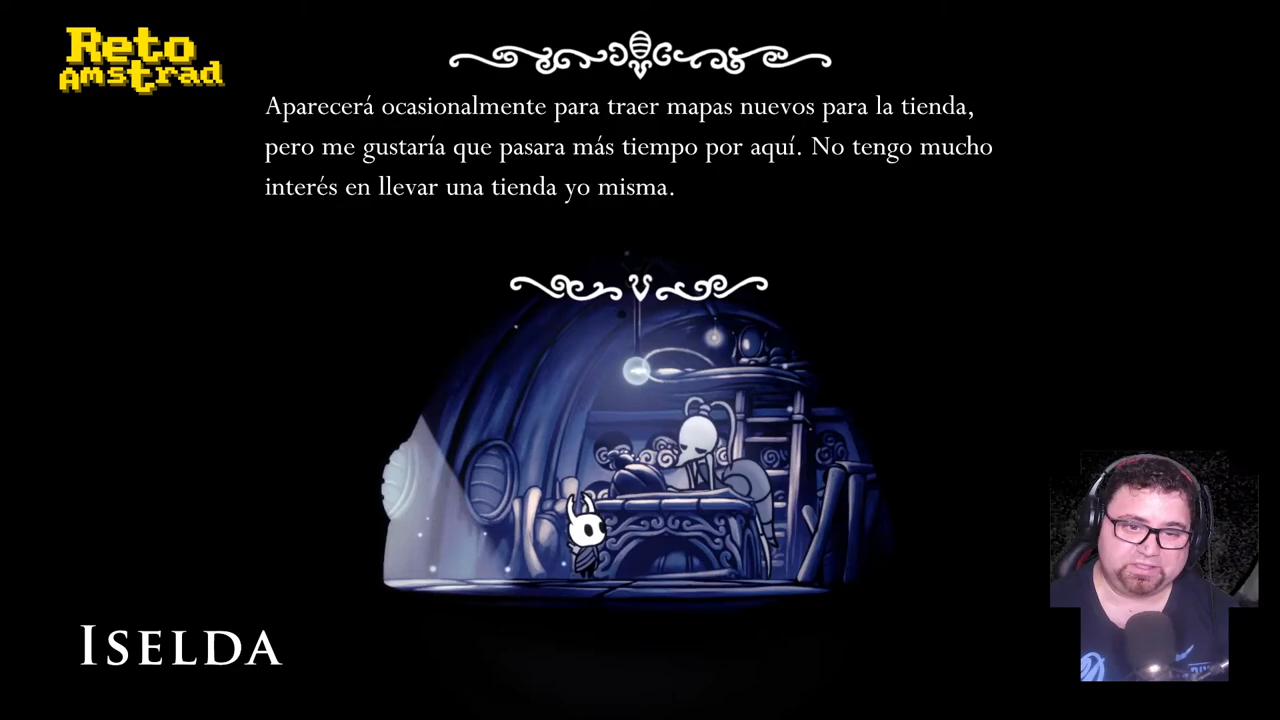 Reto
Amstrad
Aparecerá ocasionalmente para traer mapas nuevos para la tienda,
pero me gustaría que pasara más tiempo por aquí. No tengo mucho
interés en llevar una tienda yo misma.
Iselda